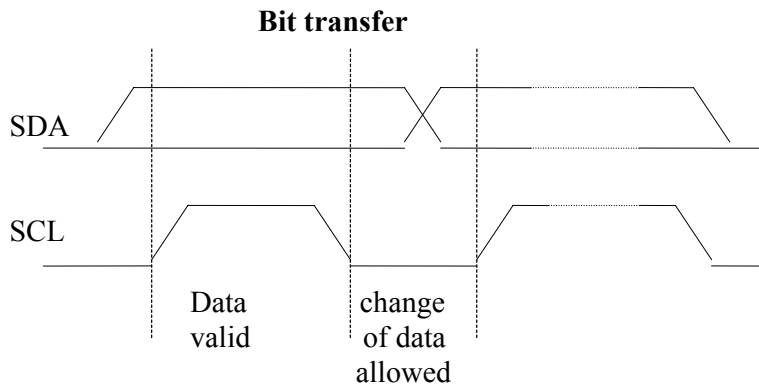 Bit transfer
SDA
SCL
Data
valid
change
of data
allowed